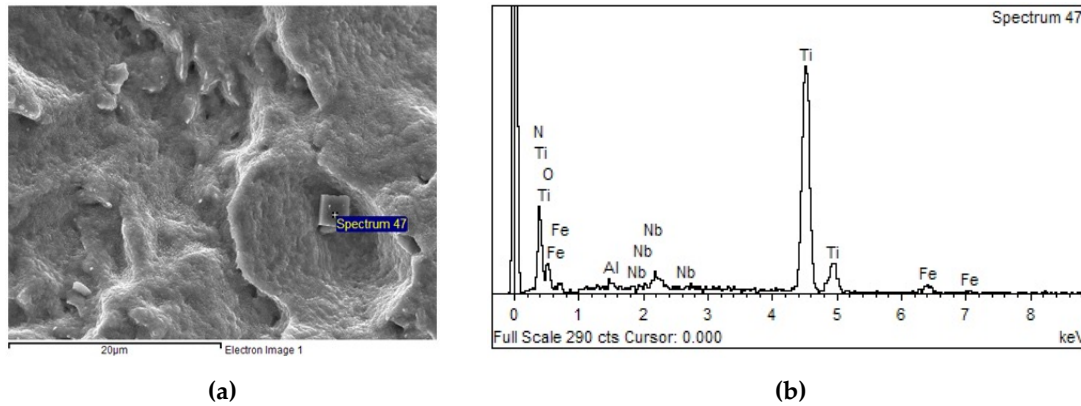 Spectrum 47
20µm
Electron Image 1
(a)
Spectrum 47
Ti
N
Ti
O
Ti
Fe
Fe
Al
Nb
Nb
Nb
Nb
Ti
Fe
Fe
0 1 2 3 4 5 6 7 8
Full Scale 290 cts Cursor: 0.000
keV
(b)